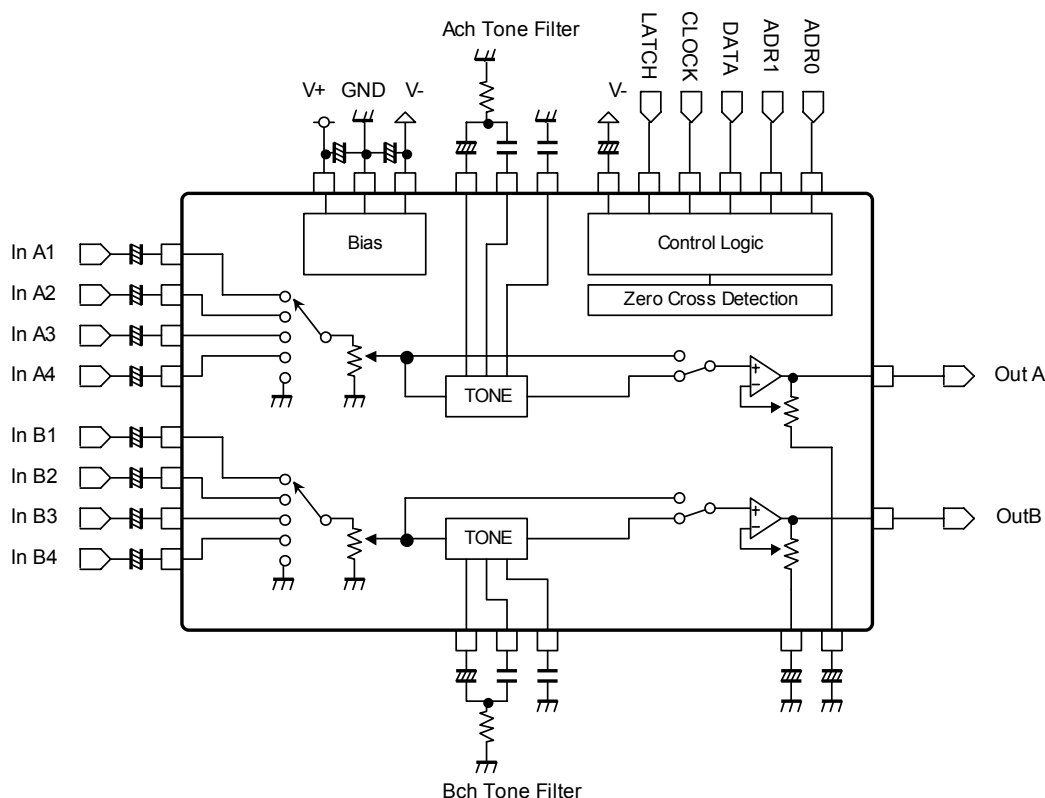 Ach Tone Filter
LATCH
CLOCK
DATA
ADR1
ADR0
V+
GND
V-
V-
Bias
Control Logic
Zero Cross Detection
In A1
In A2
In A3
In A4
TONE
+
−
Out A
In B1
In B2
In B3
In B4
TONE
+
−
OutB
Bch Tone Filter